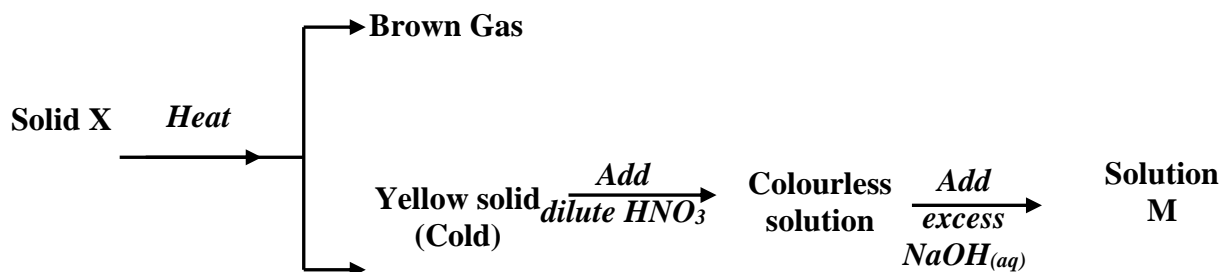 Brown Gas
Solid X Heat
Yellow solid
(Cold)
Add
dilute HNO₃
Colourless
solution
Add
excess
NaOH(aq)
Solution
M